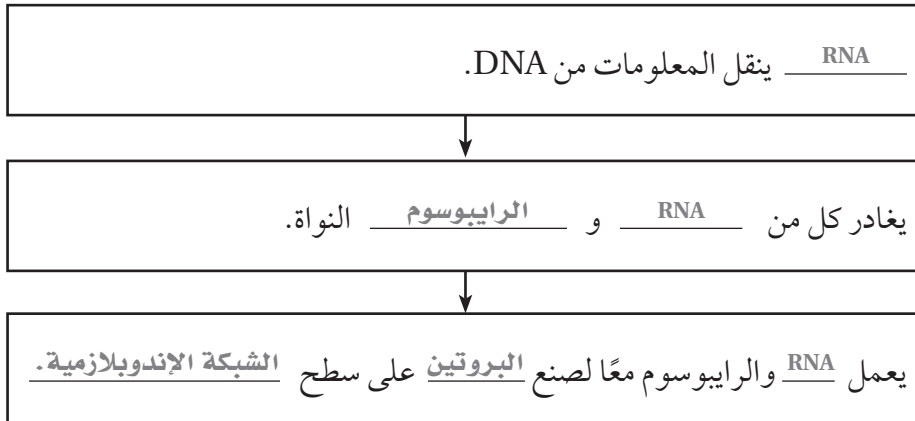 RNA ينقل المعلومات من DNA.
يغادر كل من RNA و الرايبوسوم النواة.
يعمل RNA والرايبوسوم معًا لصنع البروتين على سطح الشبكة الإندوبلازمية.